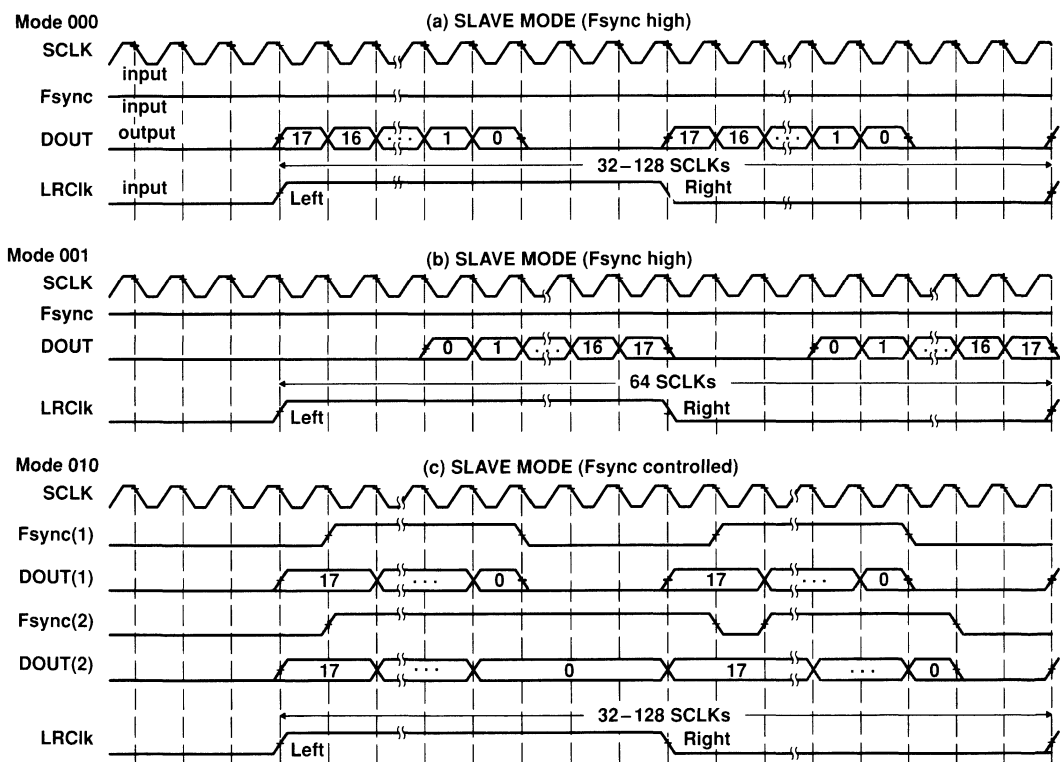 Mode 000
(a) SLAVE MODE (Fsync high)
SCLK
input
Fsync
input
DOUT
output
17 16 · · · 1 0 17 16 · · · 1 0
32–128 SCLKs
LRClk
input
Left
Right
Mode 001
(b) SLAVE MODE (Fsync high)
SCLK
Fsync
DOUT
0 1 · · · 16 17 0 1 · · · 16 17
64 SCLKs
LRClk
Left
Right
Mode 010
(c) SLAVE MODE (Fsync controlled)
SCLK
Fsync(1)
DOUT(1)
17 · · · 0 17 · · · 0
Fsync(2)
DOUT(2)
17 · · · 0 17 · · · 0
32–128 SCLKs
LRClk
Left
Right